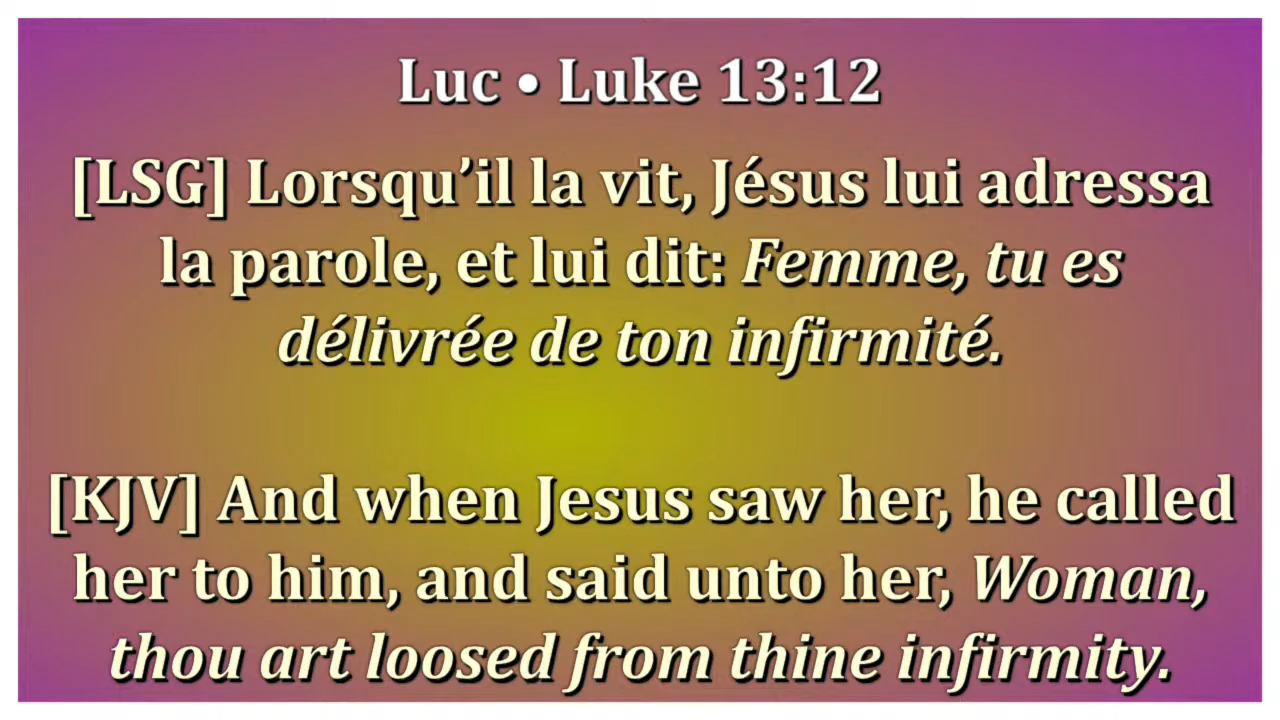 Luc • Luke 13:12
[LSG] Lorsqu’il la vit, Jésus lui adressa
la parole, et lui dit: Femme, tu es
délivrée de ton infirmité.
[KJV] And when Jesus saw her, he called
her to him, and said unto her, Woman,
thou art loosed from thine infirmity.